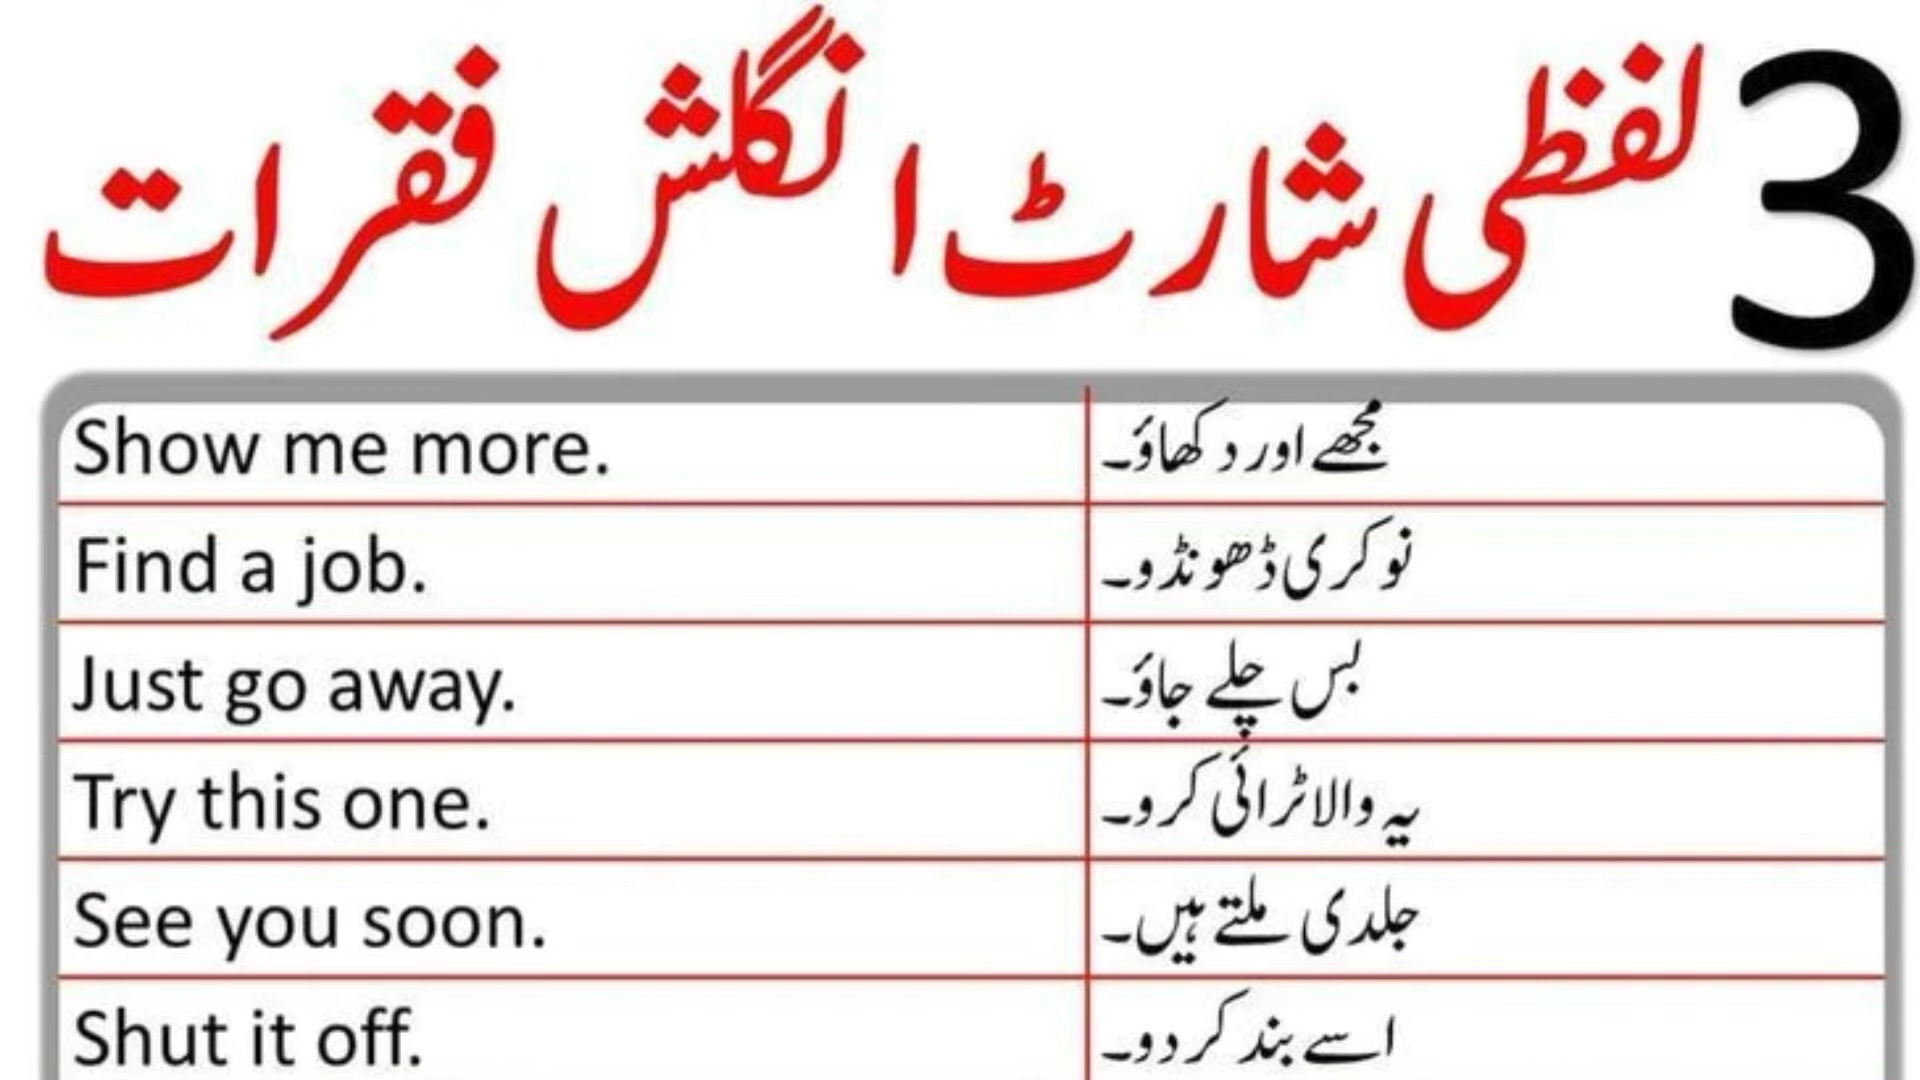 3 لفظی شارٹ انگلش فقرات
Show me more. مجھے اور دکھاؤ۔
Find a job. نوکری ڈھونڈو۔
Just go away. بس چلے جاؤ۔
Try this one. یہ والا ٹرائی کرو۔
See you soon. جلدی ملتے ہیں۔
Shut it off. اسے بند کر دو۔